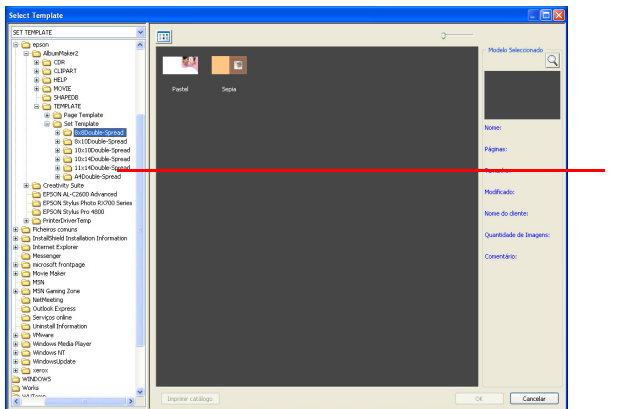 Select Template
SET TEMPLATE
epson
AlbumMaker2
CDR
CLIPART
HELP
MOVIE
SHAPEDB
TEMPLATE
Page Template
Set Template
8x8Double-Spread
8x10Double-Spread
10x10Double-Spread
10x14Double-Spread
11x14Double-Spread
A4Double-Spread
Creativity Suite
EPSON AL-C2600 Advanced
EPSON Stylus Photo RX700 Series
EPSON Stylus Pro 4800
PrinterDriverTemp
Ficheiros comuns
InstallShield Installation Information
Internet Explorer
Messenger
microsoft frontpage
Movie Maker
MSN
MSN Gaming Zone
NetMeeting
Outlook Express
Serviços online
Uninstall Information
VMware
Windows Media Player
Windows NT
WindowsUpdate
xerox
WINDOWS
Works
WUTemp
Pastel
Sepia
Modelo Seleccionado
Nome:
Páginas:
Modificado:
Nome do cliente:
Quantidade de Imagens:
Comentário:
Imprimir catálogo
OK
Cancelar